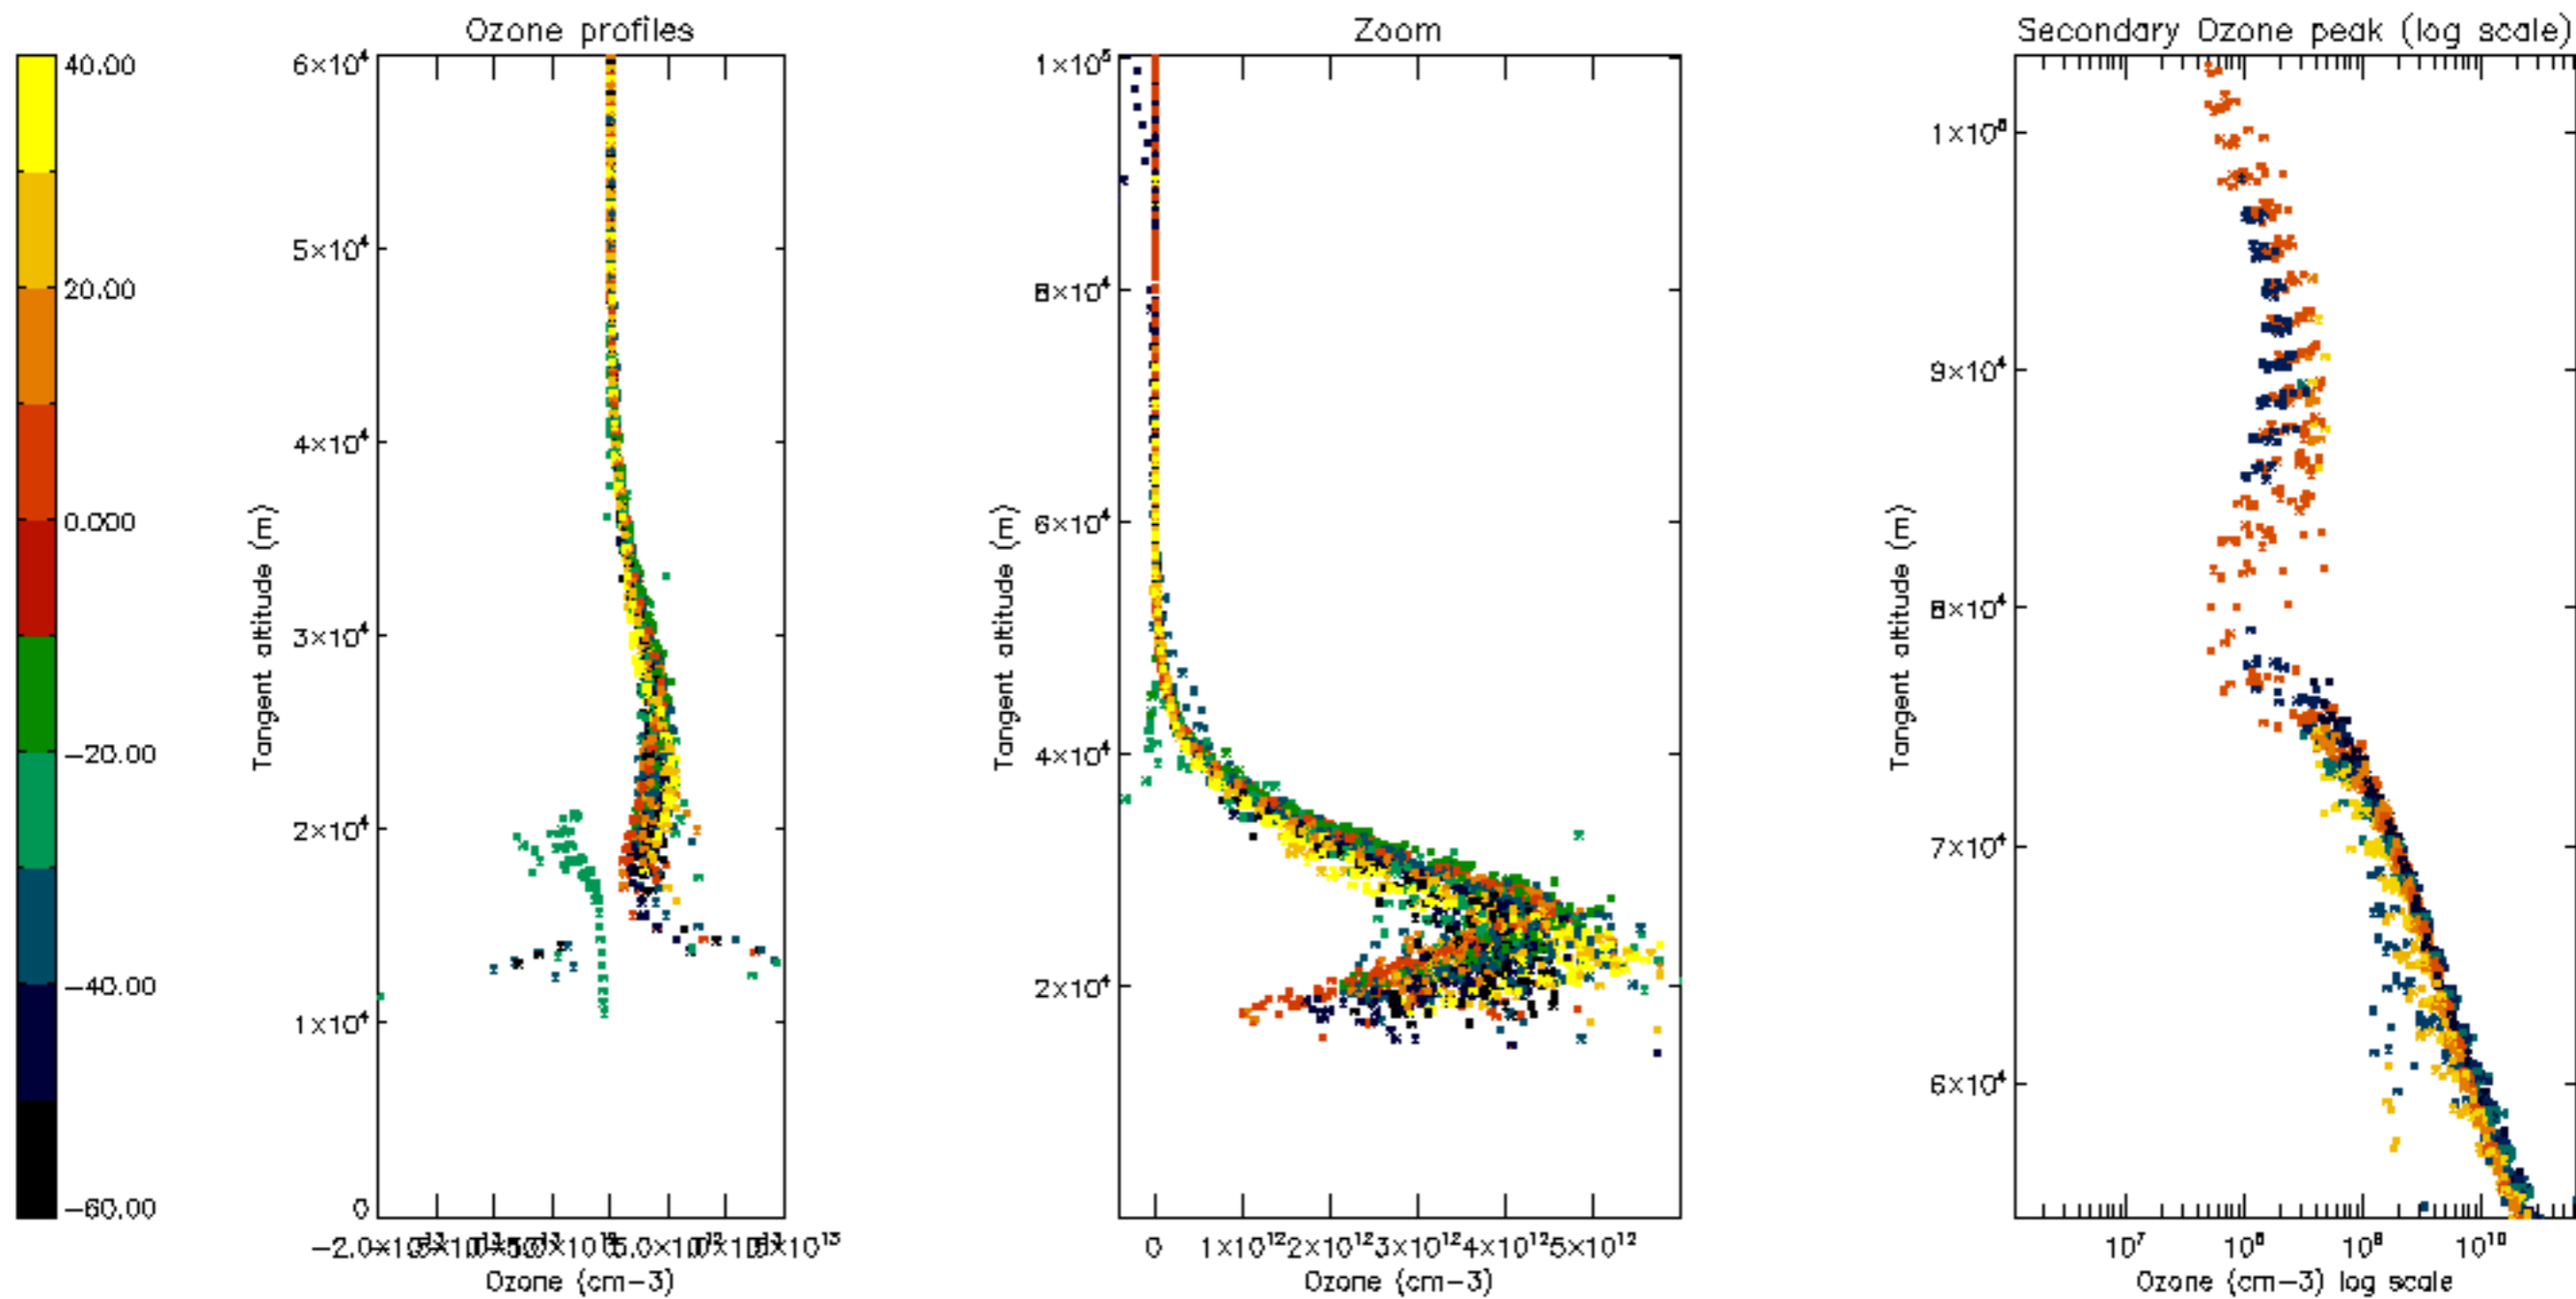 Ozone profiles
Zoom
Secondary Ozone peak (log scale)
40.00
20.00
0.000
−20.00
−40.00
−60.00
Tangent altitude (m)
6×10⁴
5×10⁴
4×10⁴
3×10⁴
2×10⁴
1×10⁴
0
Ozone (cm−3)
Tangent altitude (m)
1×10⁵
8×10⁴
6×10⁴
4×10⁴
2×10⁴
0 1×10¹² 2×10¹² 3×10¹² 4×10¹² 5×10¹²
Ozone (cm−3)
Tangent altitude (m)
9×10⁴
8×10⁴
7×10⁴
6×10⁴
10⁷ 10⁸ 10⁹ 10¹⁰
Ozone (cm−3) log scale